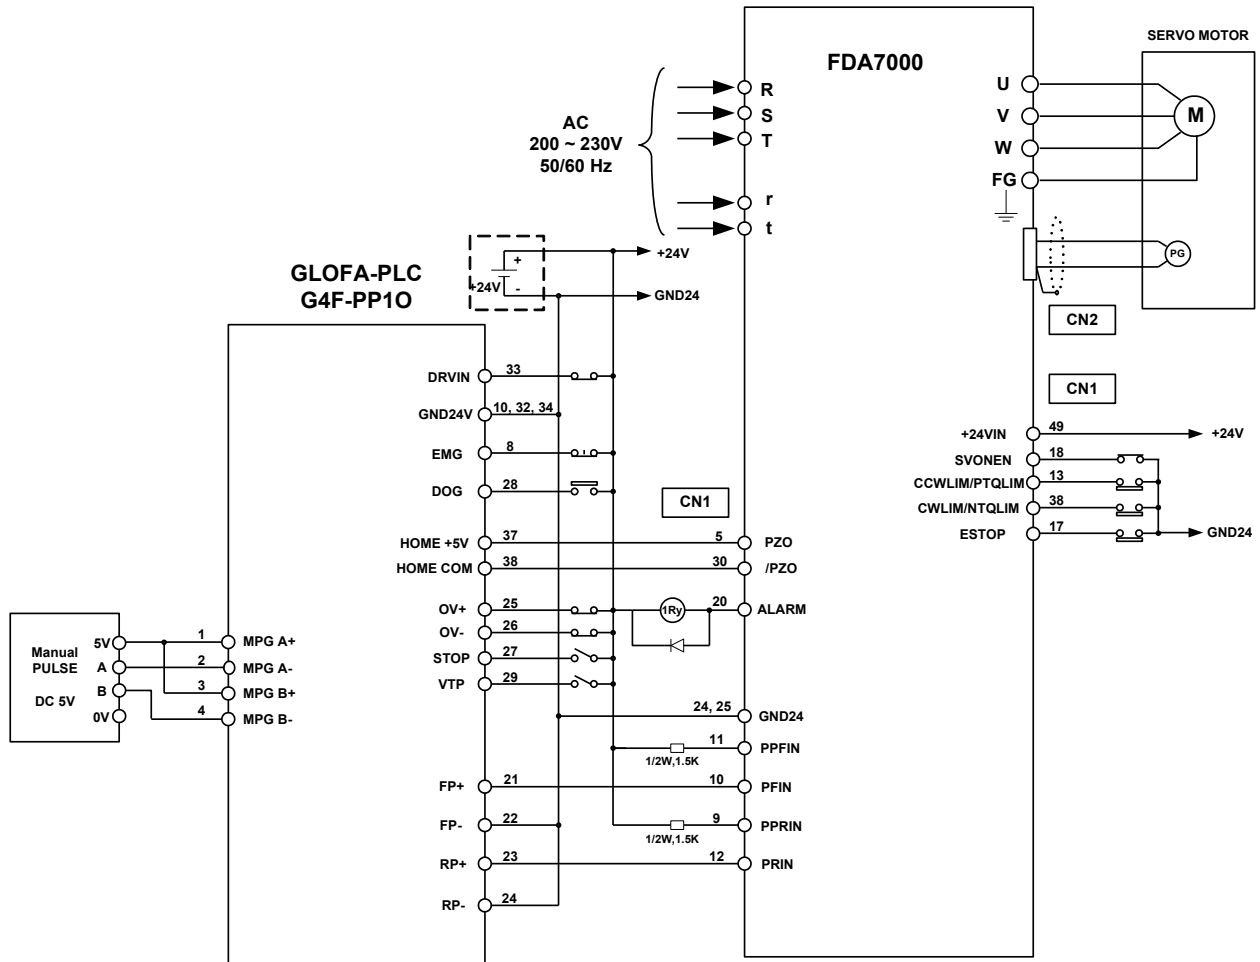 SERVO MOTOR
FDA7000
R
S
T
r
t
AC
200 ~ 230V
50/60 Hz
U
V
W
FG
M
PG
CN2
CN1
+
+24V
-
+24V
GND24
GLOFA-PLC
G4F-PP1O
DRVIN 33
GND24V 10, 32, 34
EMG 8
DOG 28
HOME +5V 37
HOME COM 38
OV+ 25
OV- 26
STOP 27
VTP 29
FP+ 21
FP- 22
RP+ 23
RP- 24
+24VIN 49 +24V
SVONEN 18
CCWLIM/PTQLIM 13
CWLIM/NTQLIM 38
ESTOP 17 GND24
CN1
5 PZO
30 /PZO
1Ry 20 ALARM
24, 25 GND24
11 PPFIN
1/2W,1.5K
10 PFIN
9 PPRIN
1/2W,1.5K
12 PRIN
Manual
PULSE
DC 5V
5V
A
B
0V
1 MPG A+
2 MPG A-
3 MPG B+
4 MPG B-